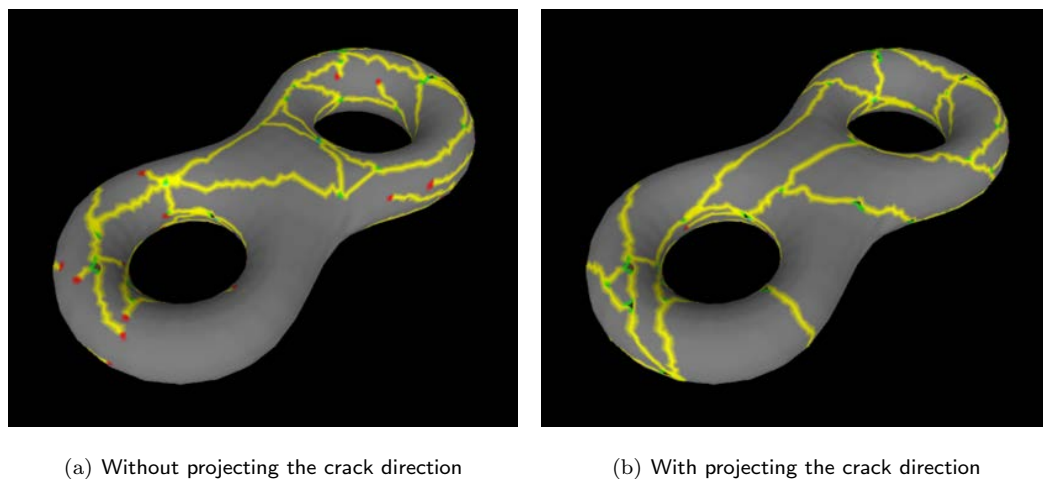 (a) Without projecting the crack direction
(b) With projecting the crack direction